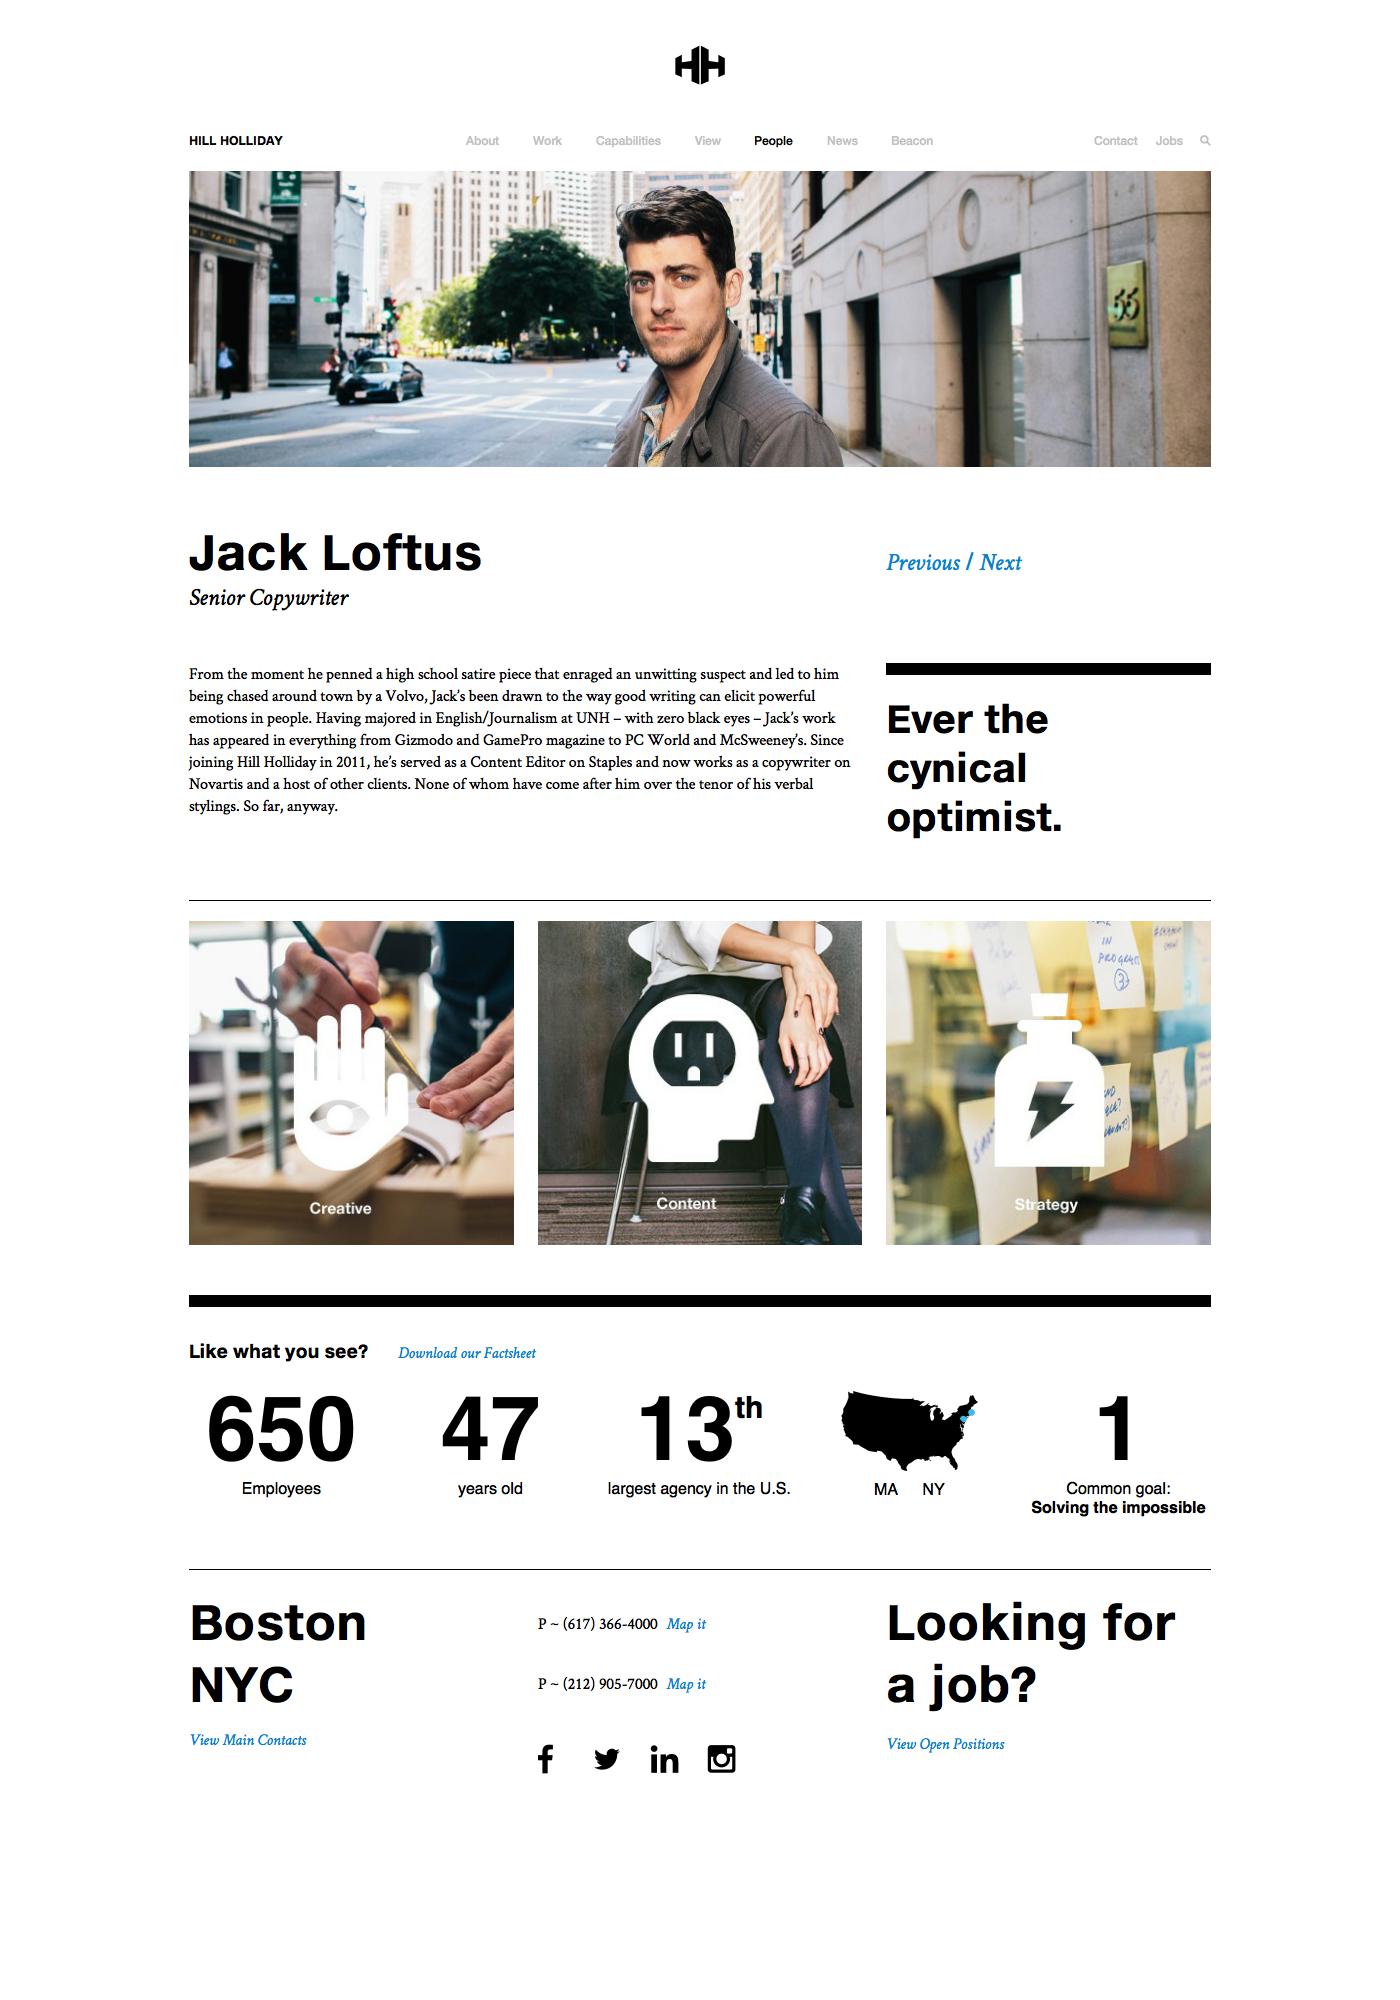 HH
HILL HOLLIDAY
About
Work
Capabilities
View
People
News
Beacon
Contact
Jobs
55
Jack Loftus
Senior Copywriter
Previous / Next
From the moment he penned a high school satire piece that enraged an unwitting suspect and led to him
being chased around town by a Volvo, Jack’s been drawn to the way good writing can elicit powerful
emotions in people. Having majored in English/Journalism at UNH – with zero black eyes – Jack’s work
has appeared in everything from Gizmodo and GamePro magazine to PC World and McSweeney’s. Since
joining Hill Holliday in 2011, he’s served as a Content Editor on Staples and now works as a copywriter on
Novartis and a host of other clients. None of whom have come after him over the tenor of his verbal
stylings. So far, anyway.
Ever the
cynical
optimist.
IN
PROGRESS
3
Creative
Content
Strategy
Like what you see?
Download our Factsheet
650
Employees
47
years old
13th
largest agency in the U.S.
MA NY
1
Common goal:
Solving the impossible
Boston
NYC
View Main Contacts
P ~ (617) 366-4000 Map it
P ~ (212) 905-7000 Map it
Looking for
a job?
View Open Positions